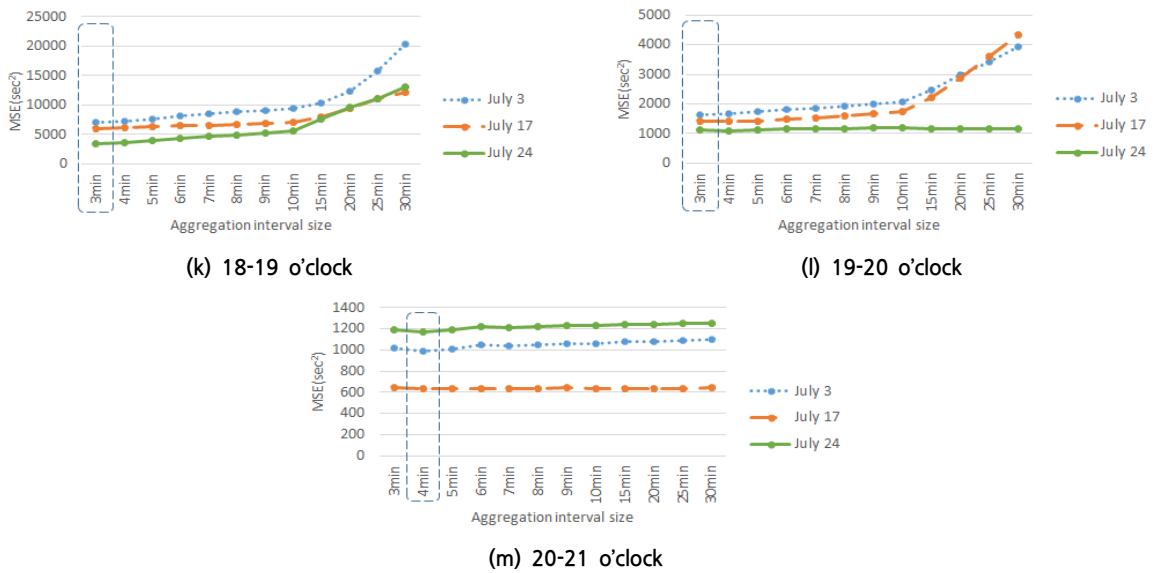 25000
20000
15000
10000
5000
0
MSE(sec²)
3min
4min
5min
6min
7min
8min
9min
10min
15min
20min
25min
30min
Aggregation interval size
July 3
July 17
July 24
(k) 18-19 o'clock
5000
4000
3000
2000
1000
0
MSE(sec²)
3min
4min
5min
6min
7min
8min
9min
10min
15min
20min
25min
30min
Aggregation interval size
July 3
July 17
July 24
(l) 19-20 o'clock
1400
1200
1000
800
600
400
200
0
MSE(sec²)
3min
4min
5min
6min
7min
8min
9min
10min
15min
20min
25min
30min
Aggregation interval size
July 3
July 17
July 24
(m) 20-21 o'clock